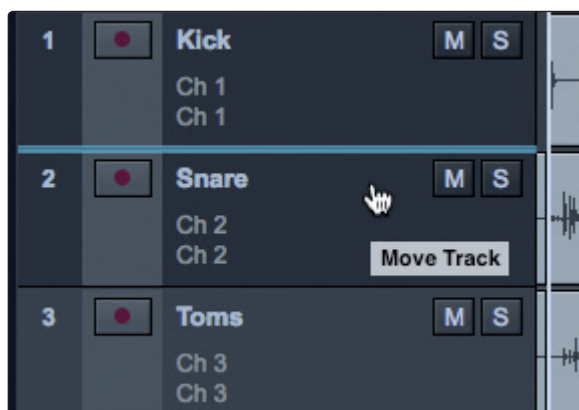 1 Kick M S
Ch 1
Ch 1
2 Snare M S
Ch 2
Ch 2
Move Track
3 Toms M S
Ch 3
Ch 3